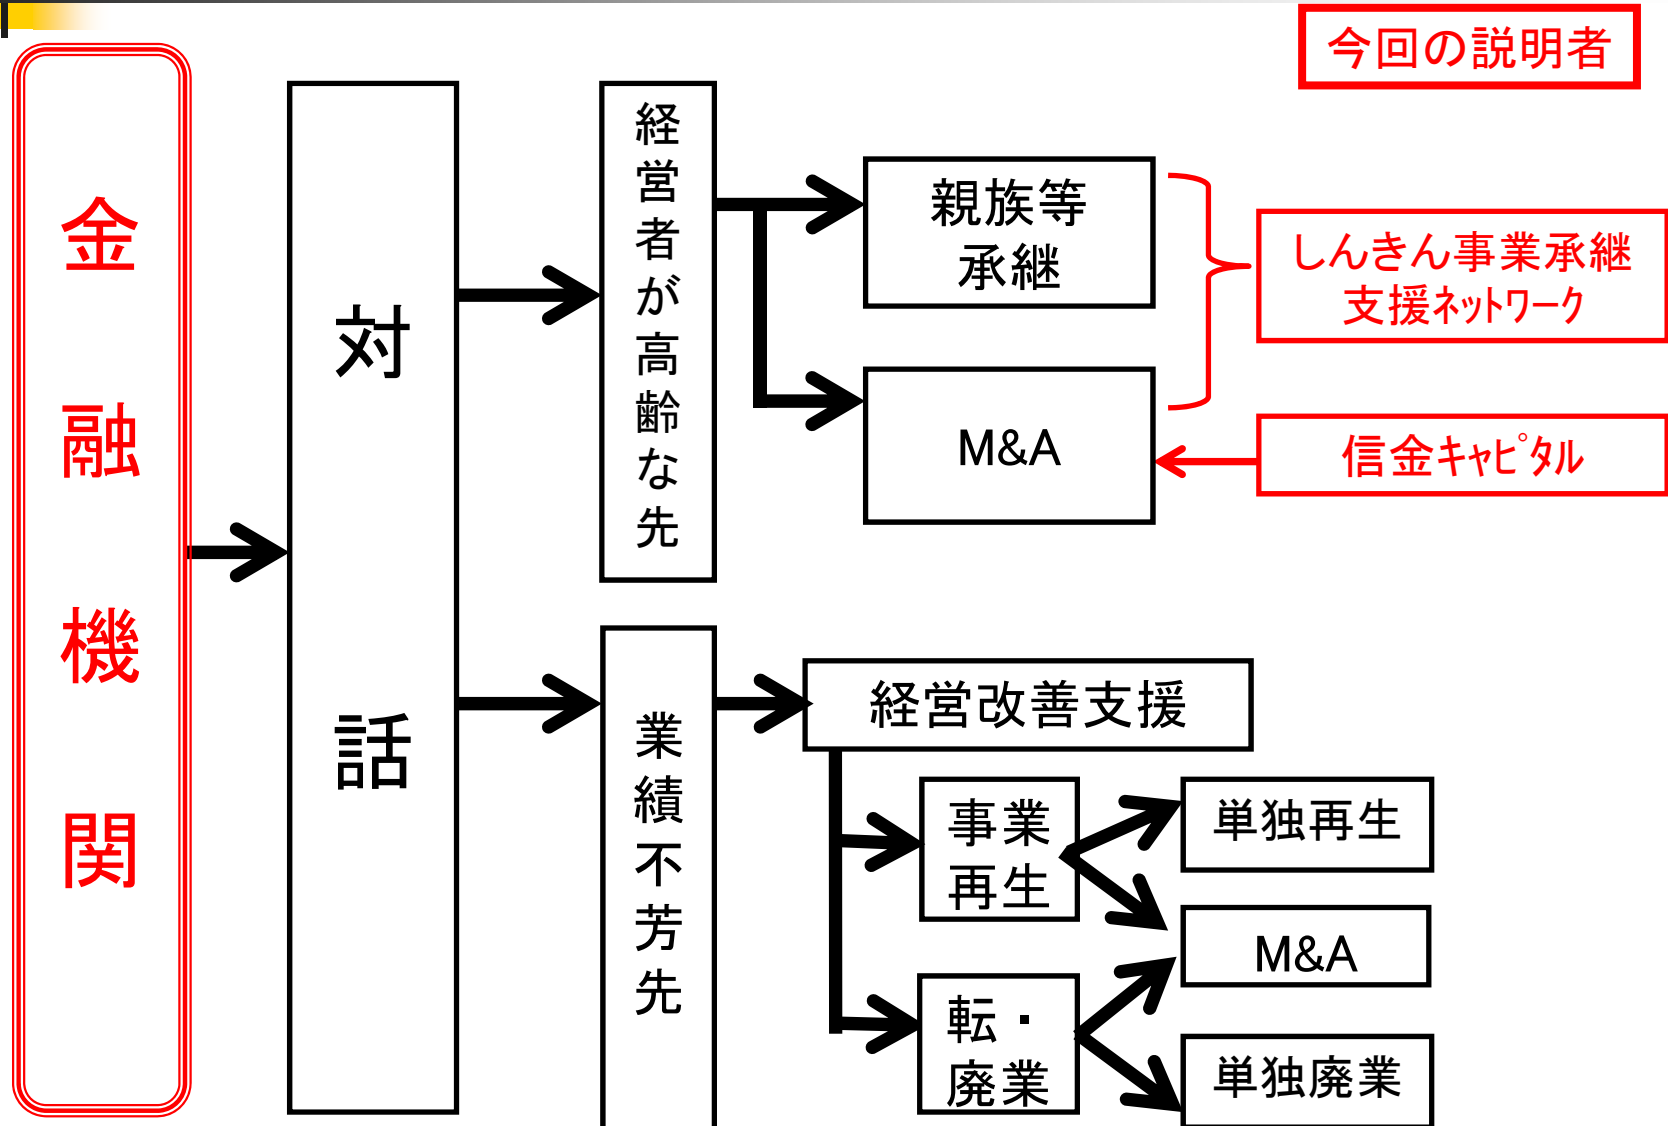 今回の説明者
金融機関
対話
経営者が高齢な先
親族等
承継
M&A
しんきん事業承継
支援ﾈｯﾄﾜｰｸ
信金ｷｬﾋﾟﾀﾙ
業績不芳先
経営改善支援
事業
再生
単独再生
M&A
転・
廃業
単独廃業